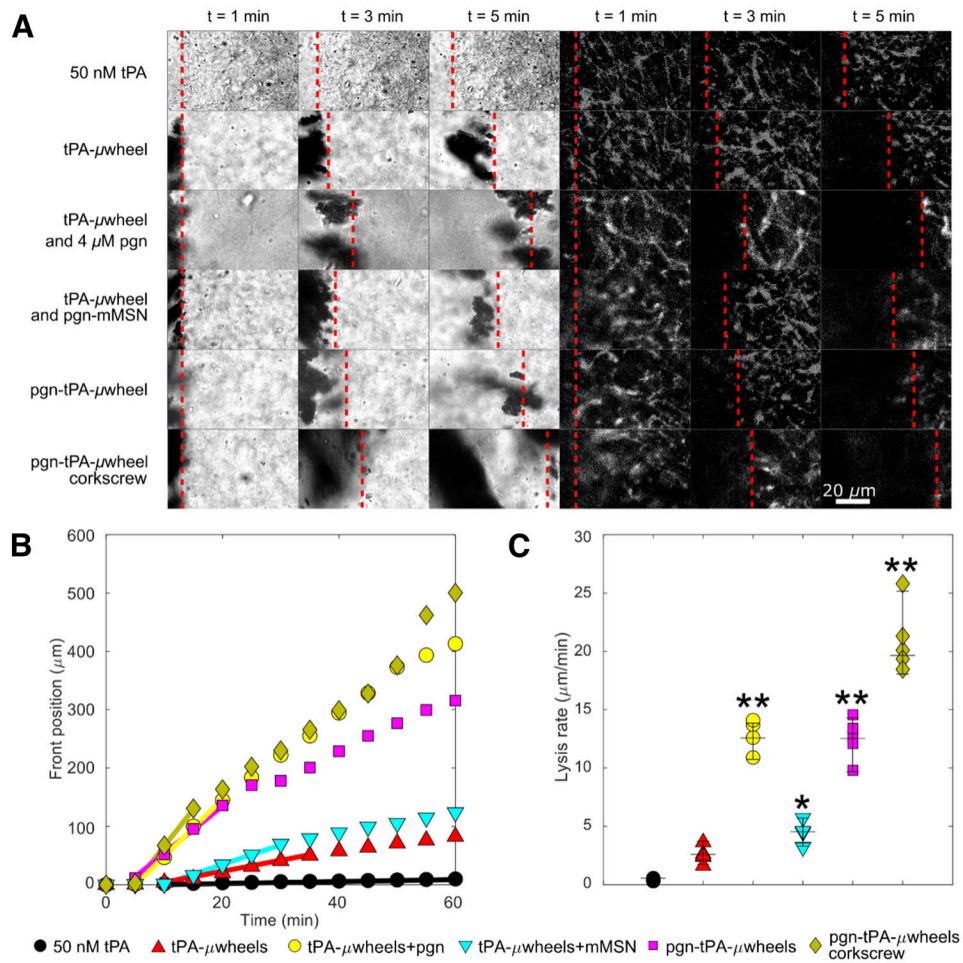 A
t = 1 min t = 3 min t = 5 min t = 1 min t = 3 min t = 5 min
50 nM tPA
tPA-μwheel
tPA-μwheel
and 4 μM pgn
tPA-μwheel
and pgn-mMSN
pgn-tPA-μwheel
pgn-tPA-μwheel
corkscrew
20 μm
B
600
500
400
300
200
100
0
Front position (μm)
0 20 40 60
Time (min)
C
30
25
20
15
10
5
0
Lysis rate (μm/min)
**
*
**
**
50 nM tPA tPA-μwheels tPA-μwheels+pgn tPA-μwheels+mMSN pgn-tPA-μwheels pgn-tPA-μwheels
corkscrew